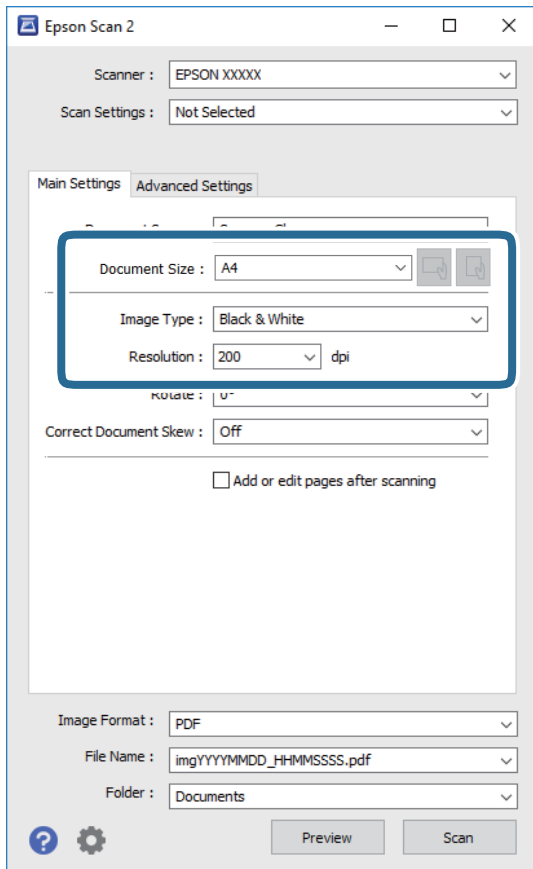 Epson Scan 2
Scanner : EPSON XXXXX
Scan Settings : Not Selected
Main Settings Advanced Settings
Document Size : A4
Image Type : Black & White
Resolution : 200 dpi
Rotate : 0°
Correct Document Skew : Off
Add or edit pages after scanning
Image Format : PDF
File Name : imgYYYYMMDD_HHMMSSSS.pdf
Folder : Documents
? Preview Scan